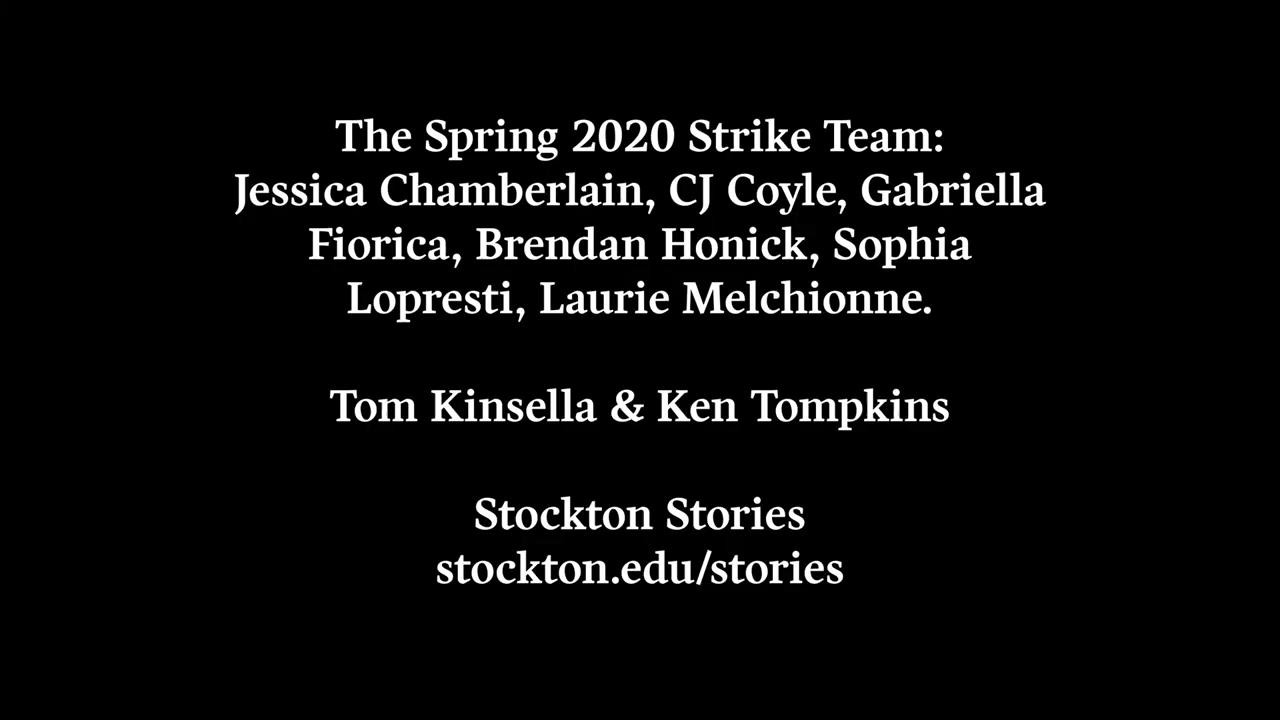 The Spring 2020 Strike Team:
Jessica Chamberlain, CJ Coyle, Gabriella
Fiorica, Brendan Honick, Sophia
Lopresti, Laurie Melchionne.
Tom Kinsella & Ken Tompkins
Stockton Stories
stockton.edu/stories